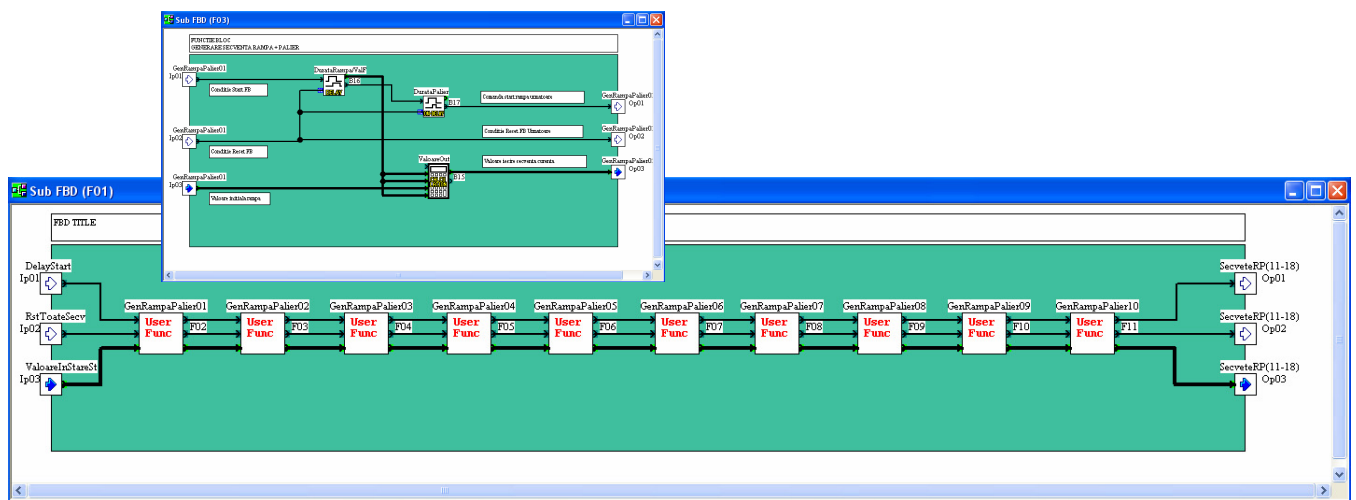 Sub FBD (F03)
FUNCTIE BLOC
GENERARE SECVENTA RAMPA + PALIER
GenRampaPalier01
Ip01
Conditie Start FB
DurataRampa/ValF
B16
DELAY
DurataPalier
B17
Comanda start rampa urmatoare
GenRampaPalier0
Op01
GenRampaPalier01
Ip02
Conditie Reset FB
Conditie Reset FB Urmatoare
GenRampaPalier0
Op02
GenRampaPalier01
Ip03
Valoare initiala rampa
ValoareOut
B15
Valoare iesire secventa curenta
GenRampaPalier0
Op03
Sub FBD (F01)
FBD TITLE
DelayStart
Ip01
RstToateSecv
Ip02
ValoareInStareSt
Ip03
GenRampaPalier01
User
Func
F02
GenRampaPalier02
User
Func
F03
GenRampaPalier03
User
Func
F04
GenRampaPalier04
User
Func
F05
GenRampaPalier05
User
Func
F06
GenRampaPalier06
User
Func
F07
GenRampaPalier07
User
Func
F08
GenRampaPalier08
User
Func
F09
GenRampaPalier09
User
Func
F10
GenRampaPalier10
User
Func
F11
SecveteRP(11-18)
Op01
SecveteRP(11-18)
Op02
SecveteRP(11-18)
Op03